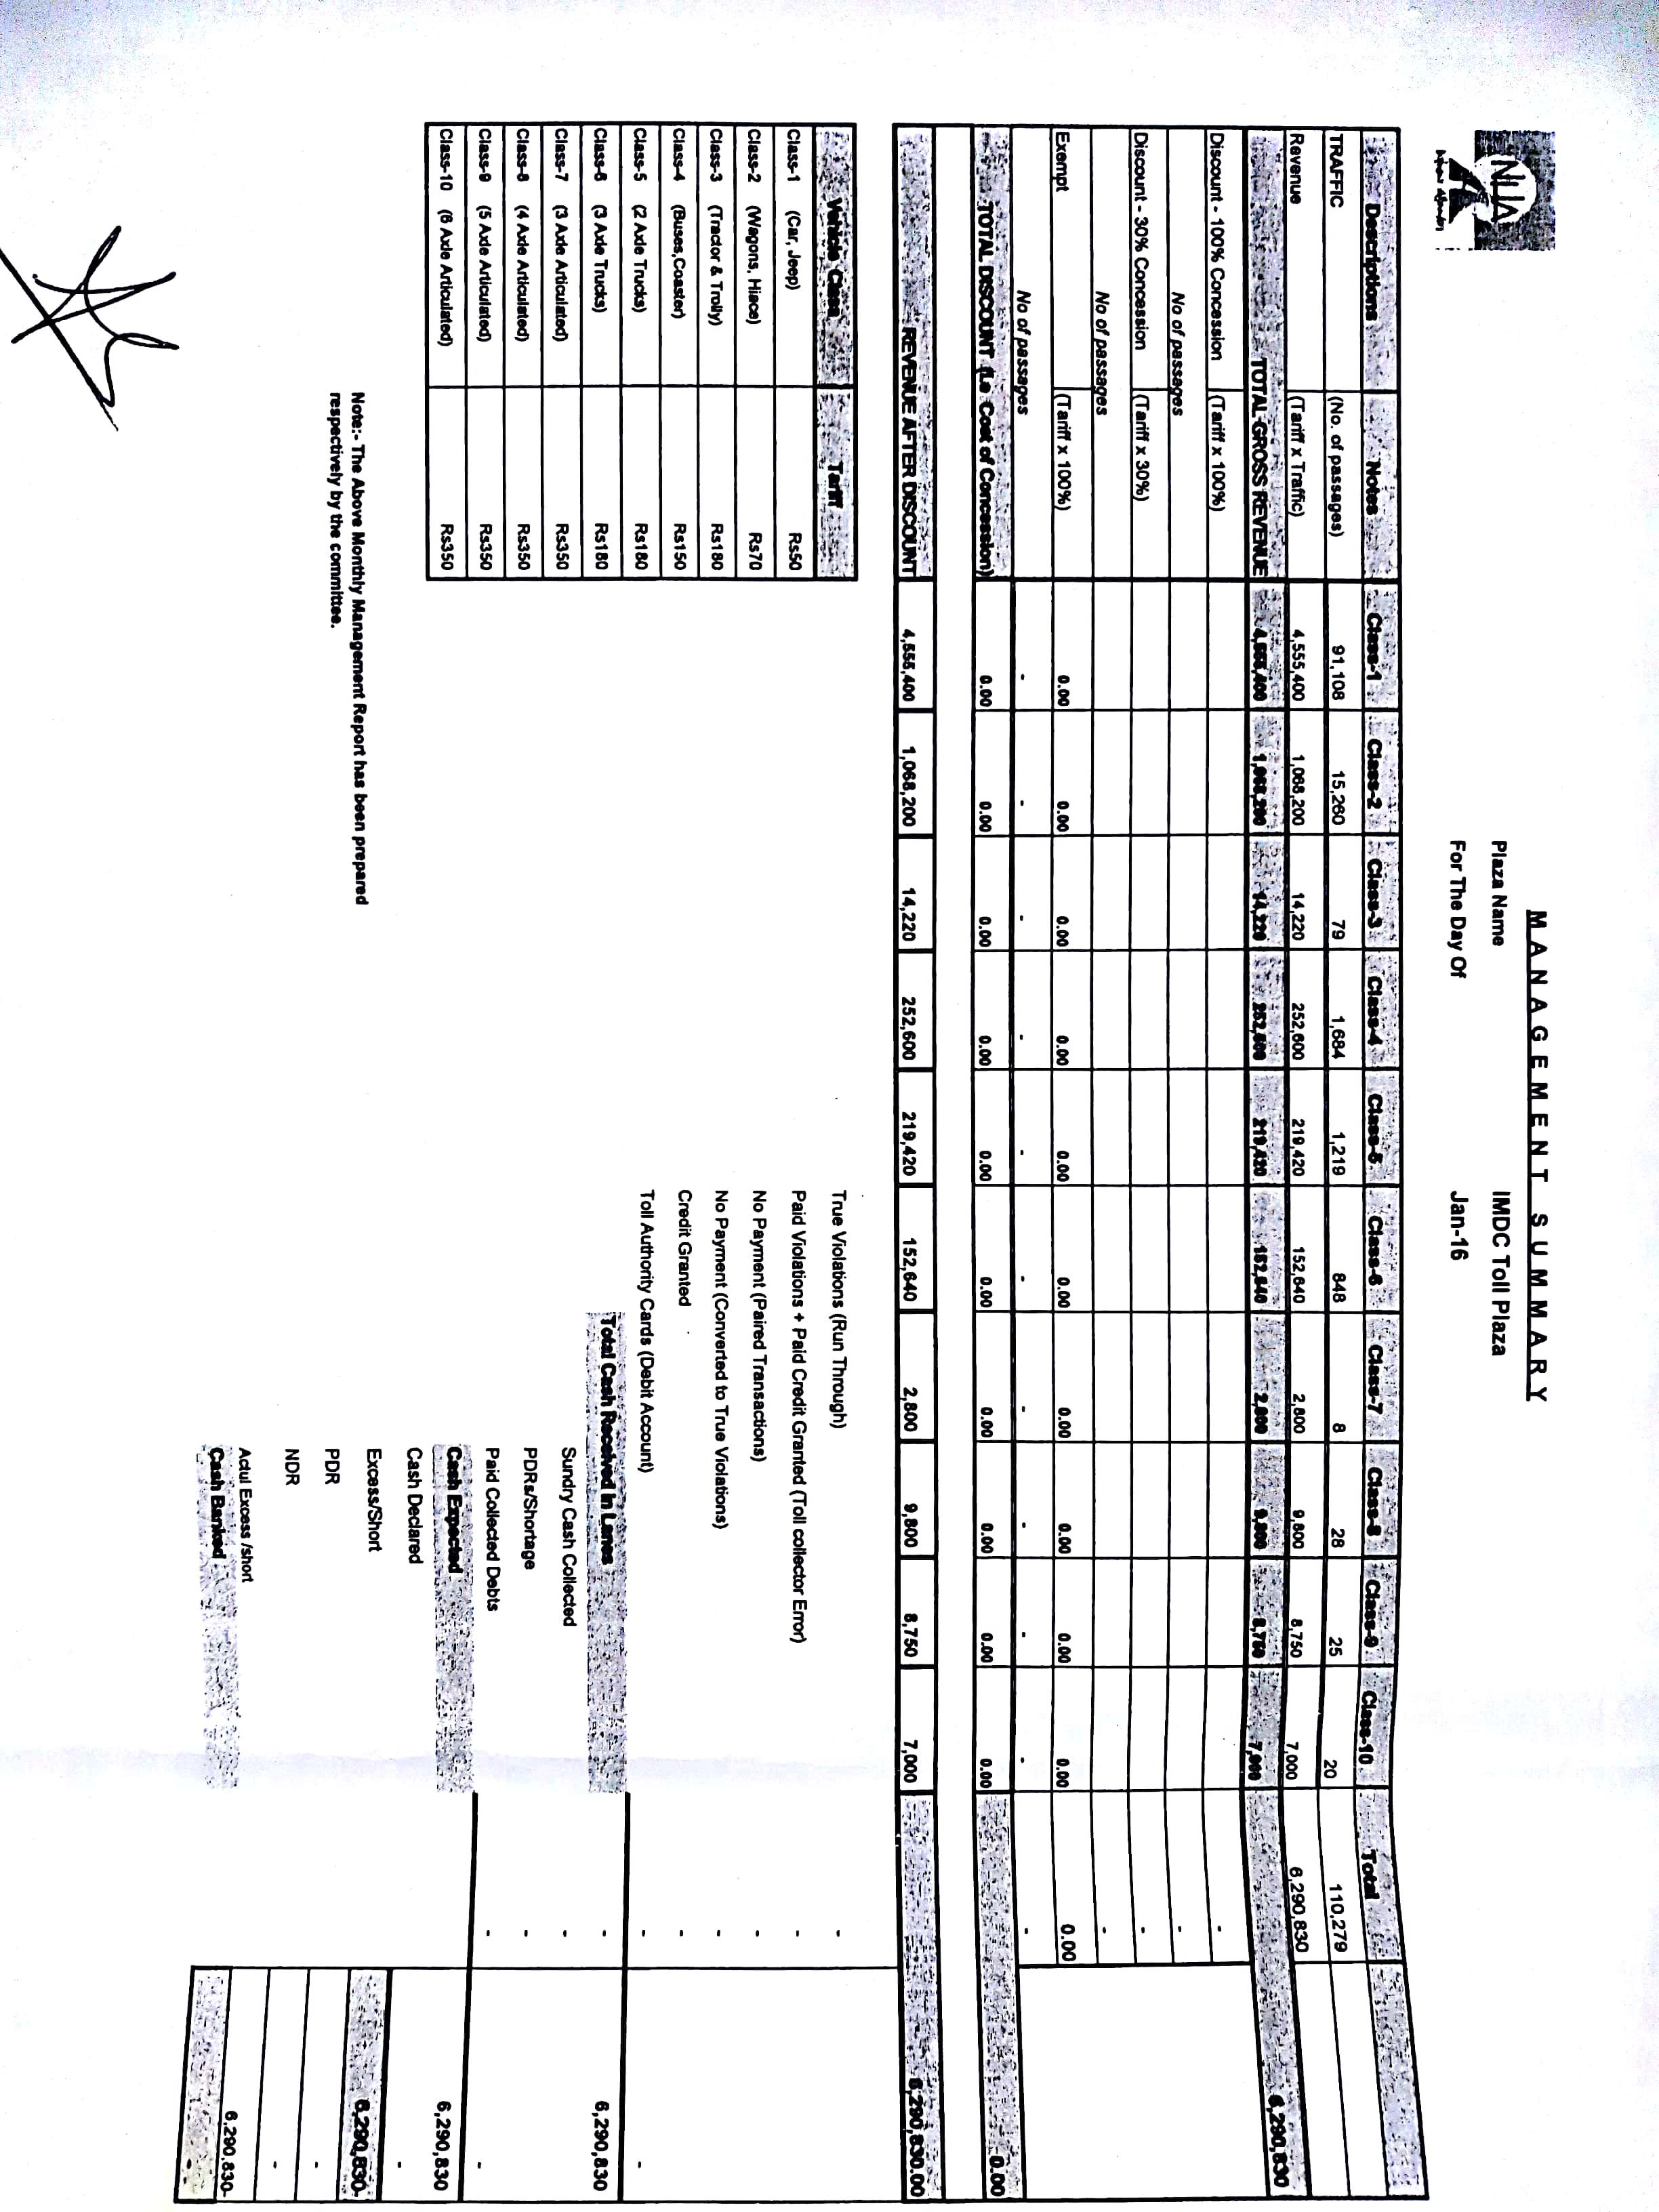 NHA
MANAGEMENT SUMMARY
Plaza Name IMDC Toll Plaza
For The Day Of Jan-16
Descriptions Notes Class-1 Class-2 Class-3 Class-4 Class-5 Class-6 Class-7 Class-8 Class-9 Class-10 Total
TRAFFIC (No. of passages) 91,108 15,260 79 1,684 1,219 848 8 28 25 20 110,279
Revenue (Tariff x Traffic) 4,555,400 1,068,200 14,220 252,600 219,420 152,640 2,800 9,800 8,750 7,000 6,290,830
TOTAL GROSS REVENUE 4,555,400 1,068,200 14,220 252,600 219,420 152,640 2,800 9,800 8,750 7,000 6,290,830
Discount - 100% Concession (Tariff x 100%) -
No of passages -
Discount - 30% Concession (Tariff x 30%) -
No of passages -
Exempt (Tariff x 100%) 0.00 0.00 0.00 0.00 0.00 0.00 0.00 0.00 0.00 0.00 0.00
No of passages - - - - - - - - - - -
TOTAL DISCOUNT (i.e Cost of Concession) 0.00 0.00 0.00 0.00 0.00 0.00 0.00 0.00 0.00 0.00 0.00
REVENUE AFTER DISCOUNT 4,555,400 1,068,200 14,220 252,600 219,420 152,640 2,800 9,800 8,750 7,000 6,290,830.00
Vehicle Class Tariff
Class-1 (Car, Jeep) Rs50
Class-2 (Wagons, Hiace) Rs70
Class-3 (Tractor & Trolly) Rs180
Class-4 (Buses,Coaster) Rs150
Class-5 (2 Axle Trucks) Rs180
Class-6 (3 Axle Trucks) Rs180
Class-7 (3 Axle Articulated) Rs350
Class-8 (4 Axle Articulated) Rs350
Class-9 (5 Axle Articulated) Rs350
Class-10 (6 Axle Articulated) Rs350
True Violations (Run Through) -
Paid Violations + Paid Credit Granted (Toll collector Error) -
No Payment (Paired Transactions) -
No Payment (Converted to True Violations) -
Credit Granted -
Toll Authority Cards (Debit Account) - -
Total Cash Received In Lanes 6,290,830
Sundry Cash Collected -
PDRs/Shortage -
Paid Collected Debts - -
Cash Expected 6,290,830
Cash Declared -
Excess/Short 6,290,830-
PDR -
NDR -
Actul Excess /short 6,290,830-
Cash Banked -
Note:- The Above Monthly Management Report has been prepared
respectively by the committee.